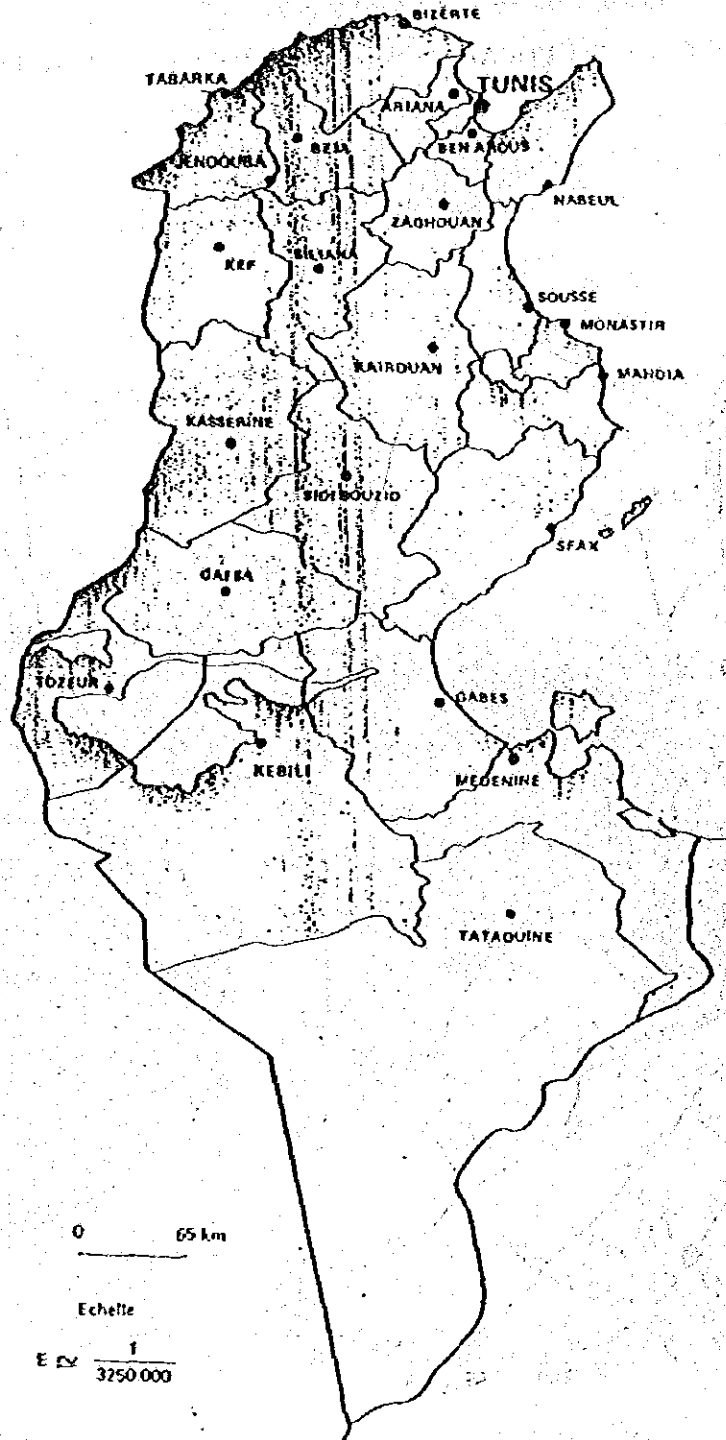 BIZERTE
TABARKA
TUNIS
ARIANA
BEJA
BEN AROUS
JENDOUBA
NABEUL
ZAGHOUAN
KEF
SILIANA
SOUSSE
MONASTIR
KAIROUAN
MAHDIA
KASSERINE
SIDI BOUZID
SFAX
GAFSA
TOZEUR
GABES
KEBILI
MEDENINE
TATAOUINE
0 65 km
Echelle
1
3250.000